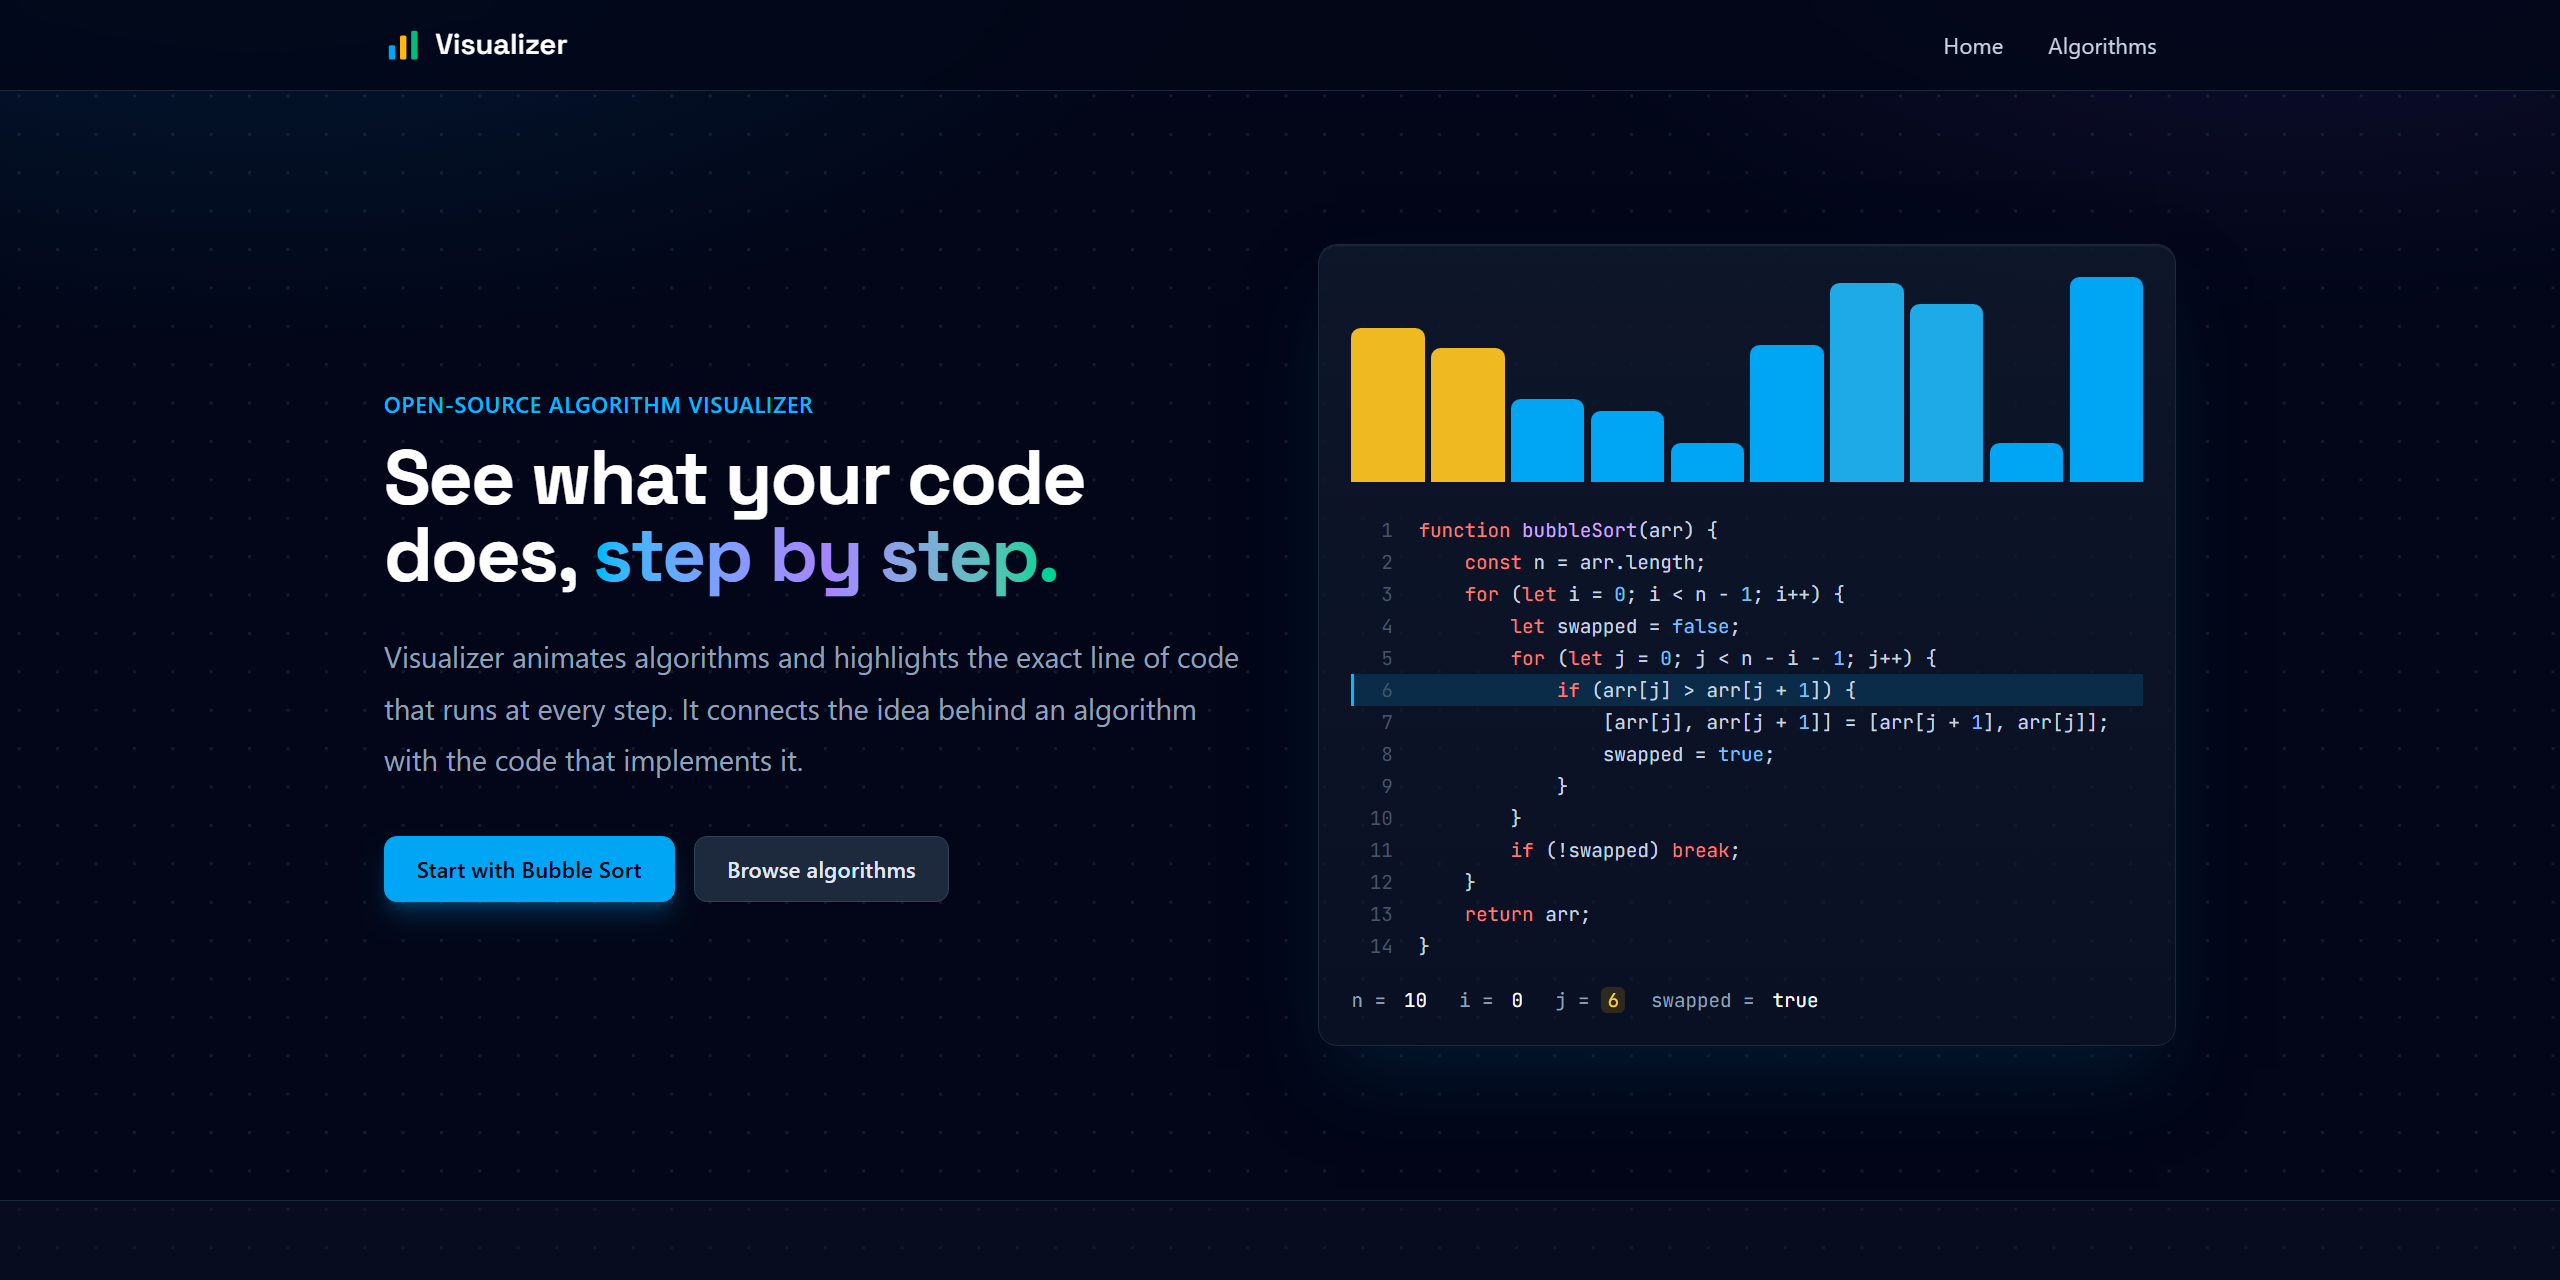 Visualizer
Home
Algorithms
OPEN-SOURCE ALGORITHM VISUALIZER
See what your code
does, step by step.
Visualizer animates algorithms and highlights the exact line of code
that runs at every step. It connects the idea behind an algorithm
with the code that implements it.
Start with Bubble Sort
Browse algorithms
1 function bubbleSort(arr) {
2     const n = arr.length;
3     for (let i = 0; i < n - 1; i++) {
4         let swapped = false;
5         for (let j = 0; j < n - i - 1; j++) {
6             if (arr[j] > arr[j + 1]) {
7                 [arr[j], arr[j + 1]] = [arr[j + 1], arr[j]];
8                 swapped = true;
9             }
10         }
11         if (!swapped) break;
12     }
13     return arr;
14 }
n = 10 i = 0 j = 6 swapped = true